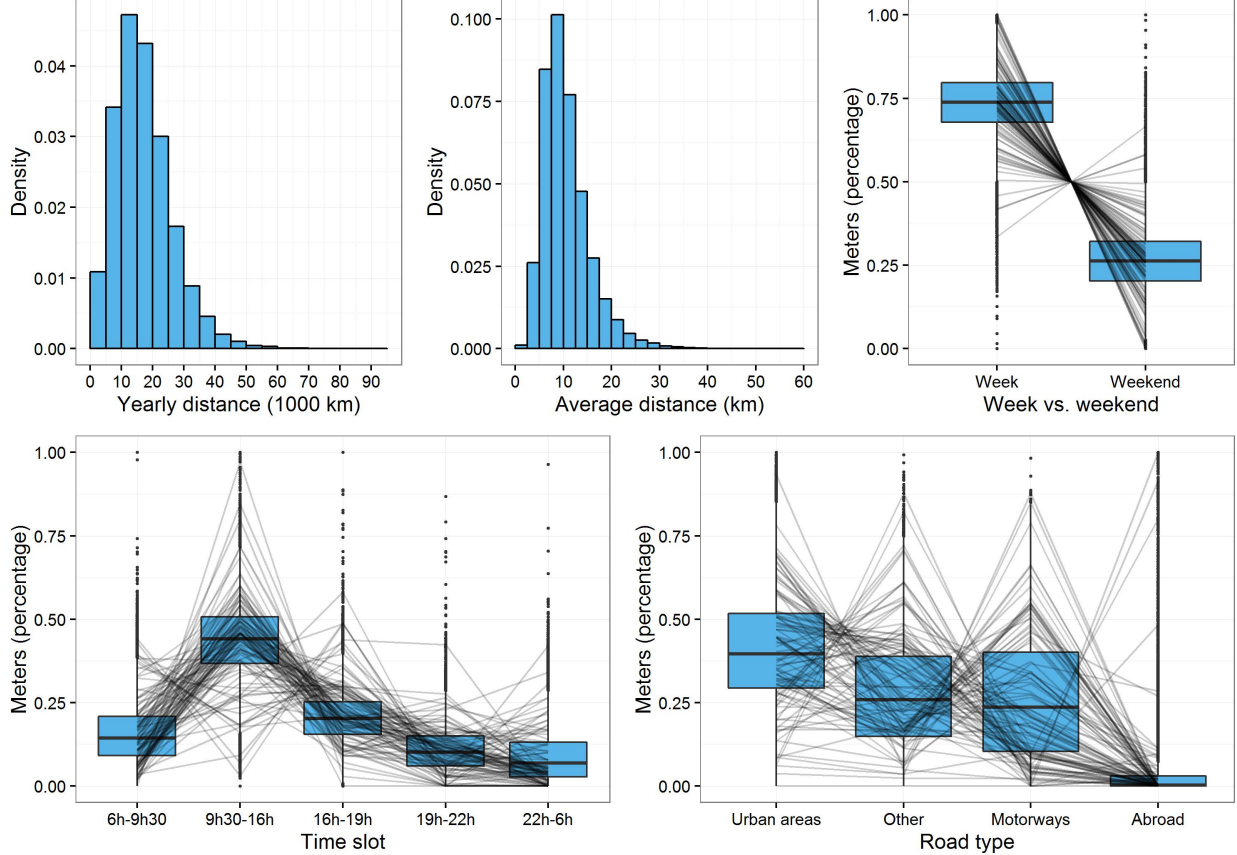 0.04
0.03
0.02
0.01
0.00
Density
0 10 20 30 40 50 60 70 80 90
Yearly distance (1000 km)
0.100
0.075
0.050
0.025
0.000
Density
0 10 20 30 40 50 60
Average distance (km)
1.00
0.75
0.50
0.25
0.00
Meters (percentage)
Week Weekend
Week vs. weekend
1.00
0.75
0.50
0.25
0.00
Meters (percentage)
6h-9h30 9h30-16h 16h-19h 19h-22h 22h-6h
Time slot
1.00
0.75
0.50
0.25
0.00
Meters (percentage)
Urban areas Other Motorways Abroad
Road type